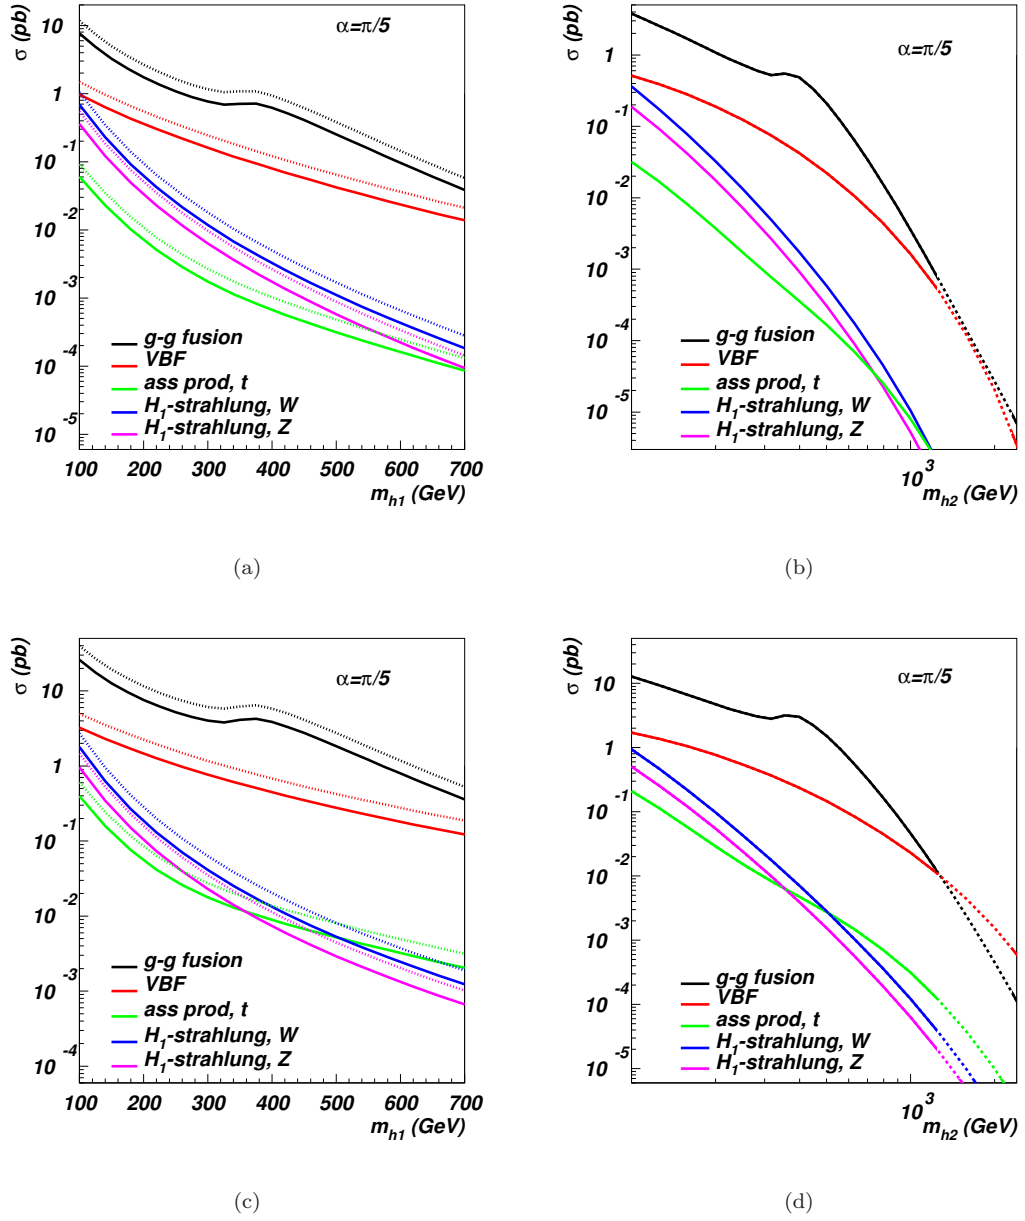 σ (pb)
α=π/5
10
1
10 -1
10 -2
10 -3
10 -4
10 -5
g-g fusion
VBF
ass prod, t
H1-strahlung, W
H1-strahlung, Z
100 200 300 400 500 600 700
mh1 (GeV)
(a)
σ (pb)
α=π/5
1
10 -1
10 -2
10 -3
10 -4
10 -5
g-g fusion
VBF
ass prod, t
H1-strahlung, W
H1-strahlung, Z
10 3
mh2 (GeV)
(b)
σ (pb)
α=π/5
10
1
10 -1
10 -2
10 -3
10 -4
g-g fusion
VBF
ass prod, t
H1-strahlung, W
H1-strahlung, Z
100 200 300 400 500 600 700
mh1 (GeV)
(c)
σ (pb)
α=π/5
10
1
10 -1
10 -2
10 -3
10 -4
10 -5
g-g fusion
VBF
ass prod, t
H1-strahlung, W
H1-strahlung, Z
10 3
mh2 (GeV)
(d)